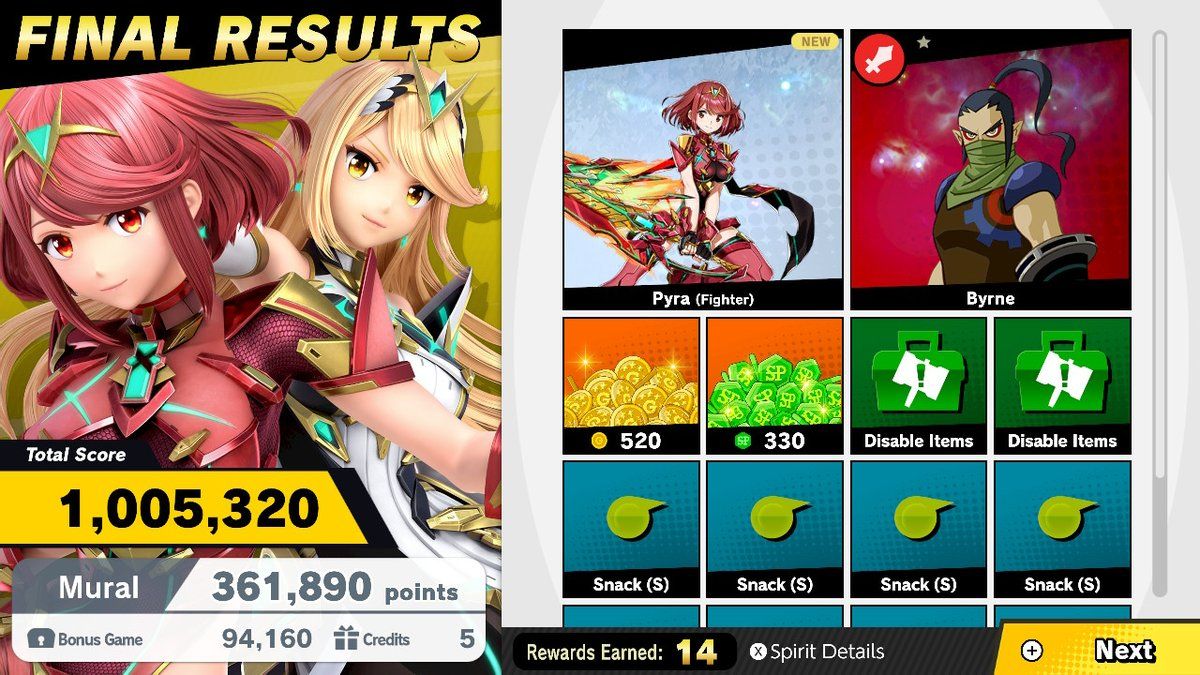 FINAL RESULTS
Total Score
1,005,320
Mural 361,890 points
Bonus Game 94,160 Credits 5
NEW
Pyra (Fighter)
Byrne
G 520
SP 330
Disable Items
Disable Items
Snack (S)
Snack (S)
Snack (S)
Snack (S)
Rewards Earned: 14
X Spirit Details
+ Next